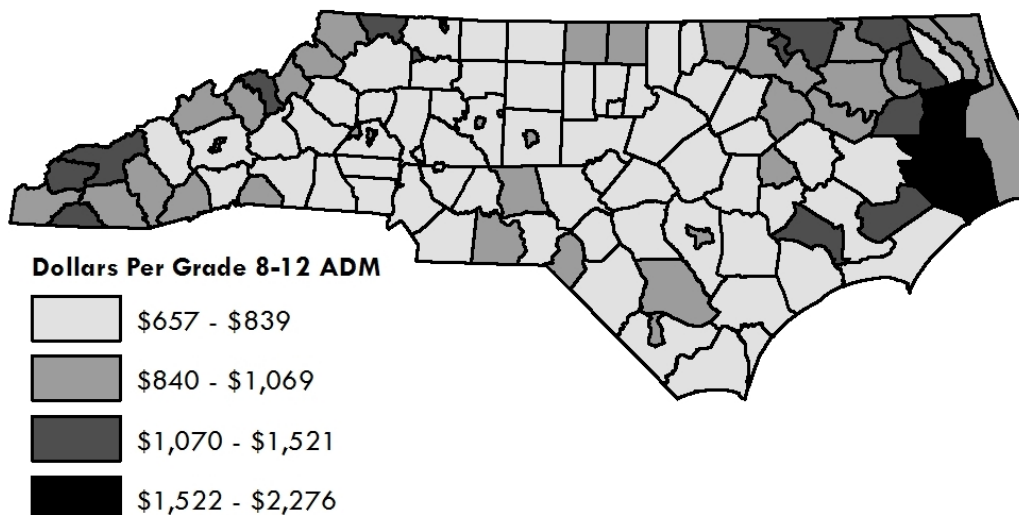 Dollars Per Grade 8-12 ADM
$657 - $839
$840 - $1,069
$1,070 - $1,521
$1,522 - $2,276